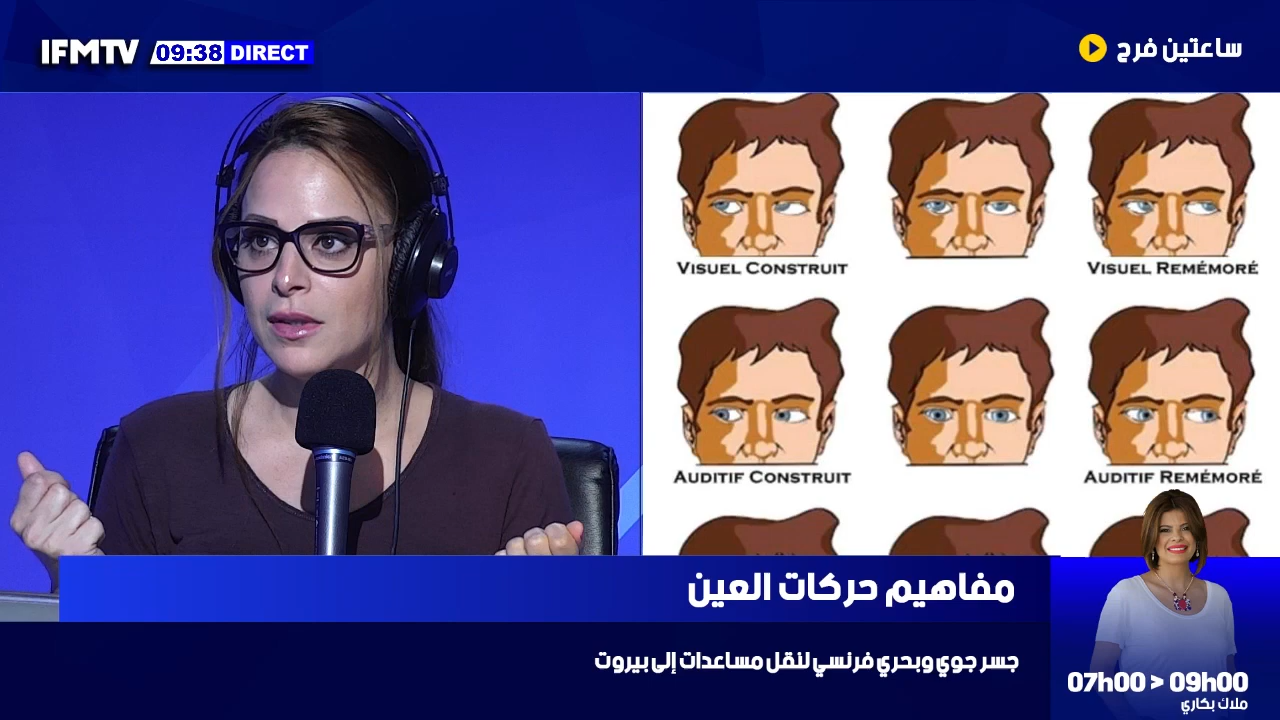 IFMTV 09:38 DIRECT
ساعتين فرح
VISUEL CONSTRUIT
VISUEL REMÉMORÉ
AUDITIF CONSTRUIT
AUDITIF REMÉMORÉ
مفاهيم حركات العين
جسر جوي وبحري فرنسي لنقل مساعدات إلى بيروت
07h00 > 09h00
ملاك بكاري